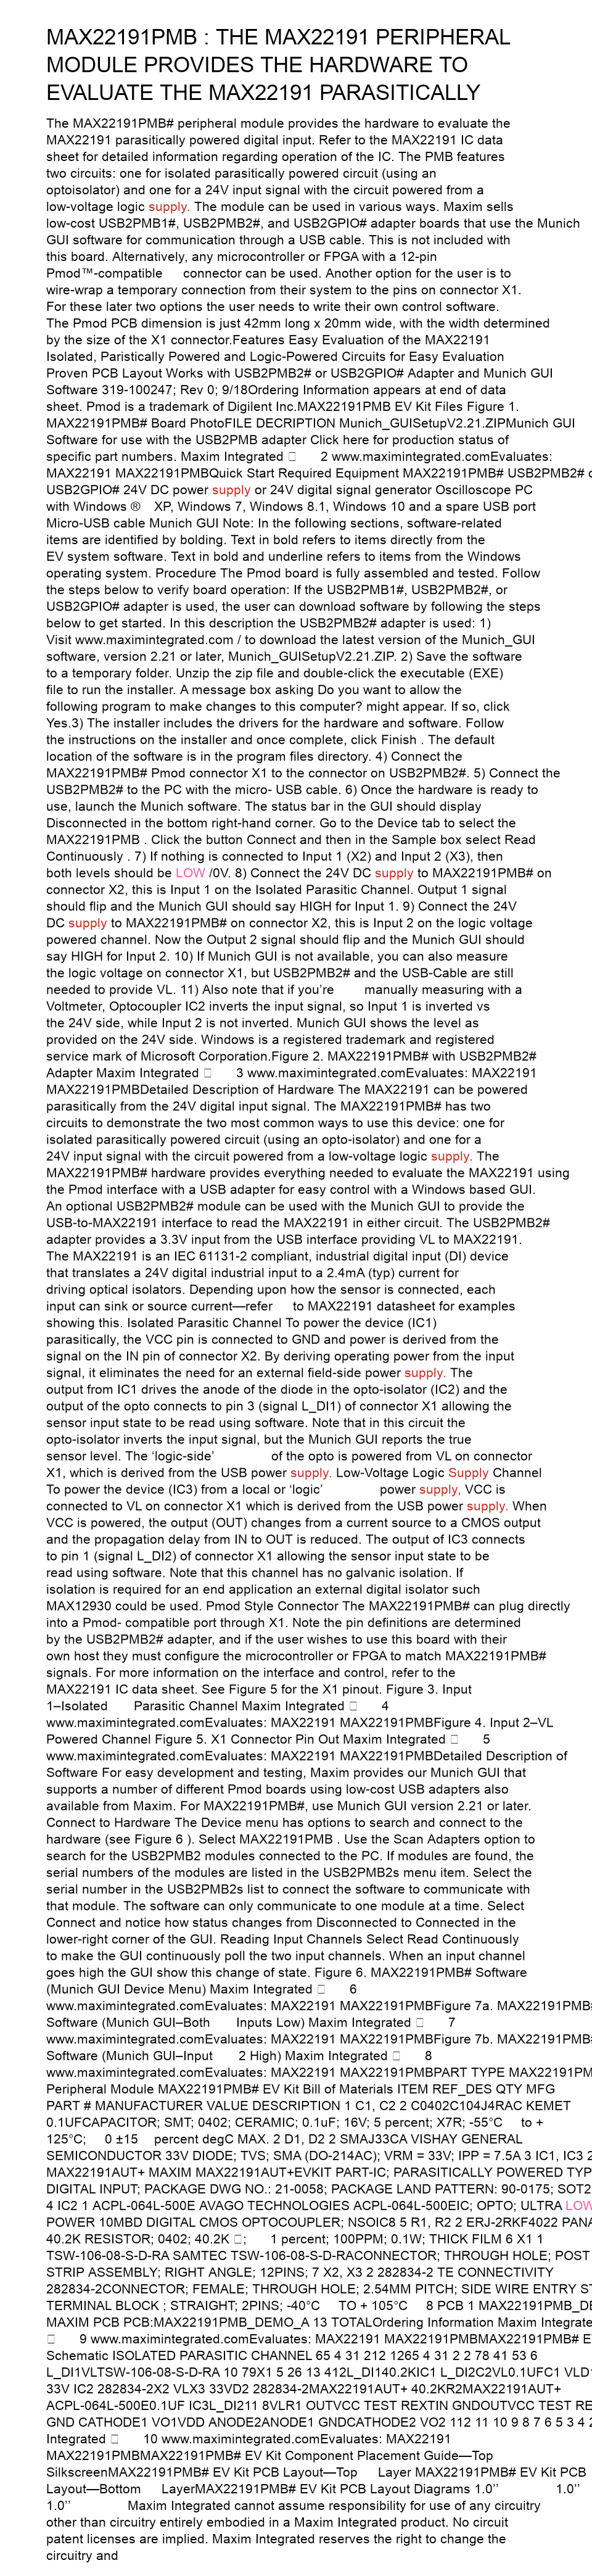 MAX22191PMB : THE MAX22191 PERIPHERAL
MODULE PROVIDES THE HARDWARE TO
EVALUATE THE MAX22191 PARASITICALLY
The MAX22191PMB# peripheral module provides the hardware to evaluate the
MAX22191 parasitically powered digital input. Refer to the MAX22191 IC data
sheet for detailed information regarding operation of the IC. The PMB features
two circuits: one for isolated parasitically powered circuit (using an
optoisolator) and one for a 24V input signal with the circuit powered from a
low-voltage logic supply. The module can be used in various ways. Maxim sells
low-cost USB2PMB1#, USB2PMB2#, and USB2GPIO# adapter boards that use the Munich
GUI software for communication through a USB cable. This is not included with
this board. Alternatively, any microcontroller or FPGA with a 12-pin
Pmod™-compatible connector can be used. Another option for the user is to
wire-wrap a temporary connection from their system to the pins on connector X1.
For these later two options the user needs to write their own control software.
The Pmod PCB dimension is just 42mm long x 20mm wide, with the width determined
by the size of the X1 connector.Features Easy Evaluation of the MAX22191
Isolated, Paristically Powered and Logic-Powered Circuits for Easy Evaluation
Proven PCB Layout Works with USB2PMB2# or USB2GPIO# Adapter and Munich GUI
Software 319-100247; Rev 0; 9/18Ordering Information appears at end of data
sheet. Pmod is a trademark of Digilent Inc.MAX22191PMB EV Kit Files Figure 1.
MAX22191PMB# Board PhotoFILE DECRIPTION Munich_GUISetupV2.21.ZIPMunich GUI
Software for use with the USB2PMB adapter Click here for production status of
specific part numbers. Maxim Integrated □ 2 www.maximintegrated.comEvaluates:
MAX22191 MAX22191PMBQuick Start Required Equipment MAX22191PMB# USB2PMB2#
USB2GPIO# 24V DC power supply or 24V digital signal generator Oscilloscope PC
with Windows ® XP, Windows 7, Windows 8.1, Windows 10 and a spare USB port
Micro-USB cable Munich GUI Note: In the following sections, software-related
items are identified by bolding. Text in bold refers to items directly from the
EV system software. Text in bold and underline refers to items from the Windows
operating system. Procedure The Pmod board is fully assembled and tested. Follow
the steps below to verify board operation: If the USB2PMB1#, USB2PMB2#, or
USB2GPIO# adapter is used, the user can download software by following the steps
below to get started. In this description the USB2PMB2# adapter is used: 1)
Visit www.maximintegrated.com / to download the latest version of the Munich_GUI
software, version 2.21 or later, Munich_GUISetupV2.21.ZIP. 2) Save the software
to a temporary folder. Unzip the zip file and double-click the executable (EXE)
file to run the installer. A message box asking Do you want to allow the
following program to make changes to this computer? might appear. If so, click
Yes.3) The installer includes the drivers for the hardware and software. Follow
the instructions on the installer and once complete, click Finish . The default
location of the software is in the program files directory. 4) Connect the
MAX22191PMB# Pmod connector X1 to the connector on USB2PMB2#. 5) Connect the
USB2PMB2# to the PC with the micro- USB cable. 6) Once the hardware is ready to
use, launch the Munich software. The status bar in the GUI should display
Disconnected in the bottom right-hand corner. Go to the Device tab to select the
MAX22191PMB . Click the button Connect and then in the Sample box select Read
Continuously . 7) If nothing is connected to Input 1 (X2) and Input 2 (X3), then
both levels should be LOW /0V. 8) Connect the 24V DC supply to MAX22191PMB# on
connector X2, this is Input 1 on the Isolated Parasitic Channel. Output 1 signal
should flip and the Munich GUI should say HIGH for Input 1. 9) Connect the 24V
DC supply to MAX22191PMB# on connector X2, this is Input 2 on the logic voltage
powered channel. Now the Output 2 signal should flip and the Munich GUI should
say HIGH for Input 2. 10) If Munich GUI is not available, you can also measure
the logic voltage on connector X1, but USB2PMB2# and the USB-Cable are still
needed to provide VL. 11) Also note that if you’re manually measuring with a
Voltmeter, Optocoupler IC2 inverts the input signal, so Input 1 is inverted vs
the 24V side, while Input 2 is not inverted. Munich GUI shows the level as
provided on the 24V side. Windows is a registered trademark and registered
service mark of Microsoft Corporation.Figure 2. MAX22191PMB# with USB2PMB2#
Adapter Maxim Integrated □ 3 www.maximintegrated.comEvaluates: MAX22191
MAX22191PMBDetailed Description of Hardware The MAX22191 can be powered
parasitically from the 24V digital input signal. The MAX22191PMB# has two
circuits to demonstrate the two most common ways to use this device: one for
isolated parasitically powered circuit (using an opto-isolator) and one for a
24V input signal with the circuit powered from a low-voltage logic supply. The
MAX22191PMB# hardware provides everything needed to evaluate the MAX22191 using
the Pmod interface with a USB adapter for easy control with a Windows based GUI.
An optional USB2PMB2# module can be used with the Munich GUI to provide the
USB-to-MAX22191 interface to read the MAX22191 in either circuit. The USB2PMB2#
adapter provides a 3.3V input from the USB interface providing VL to MAX22191.
The MAX22191 is an IEC 61131-2 compliant, industrial digital input (DI) device
that translates a 24V digital industrial input to a 2.4mA (typ) current for
driving optical isolators. Depending upon how the sensor is connected, each
input can sink or source current—refer to MAX22191 datasheet for examples
showing this. Isolated Parasitic Channel To power the device (IC1)
parasitically, the VCC pin is connected to GND and power is derived from the
signal on the IN pin of connector X2. By deriving operating power from the input
signal, it eliminates the need for an external field-side power supply. The
output from IC1 drives the anode of the diode in the opto-isolator (IC2) and the
output of the opto connects to pin 3 (signal L_DI1) of connector X1 allowing the
sensor input state to be read using software. Note that in this circuit the
opto-isolator inverts the input signal, but the Munich GUI reports the true
sensor level. The ‘logic-side’ of the opto is powered from VL on connector
X1, which is derived from the USB power supply. Low-Voltage Logic Supply Channel
To power the device (IC3) from a local or ‘logic’ power supply, VCC is
connected to VL on connector X1 which is derived from the USB power supply. When
VCC is powered, the output (OUT) changes from a current source to a CMOS output
and the propagation delay from IN to OUT is reduced. The output of IC3 connects
to pin 1 (signal L_DI2) of connector X1 allowing the sensor input state to be
read using software. Note that this channel has no galvanic isolation. If
isolation is required for an end application an external digital isolator such
MAX12930 could be used. Pmod Style Connector The MAX22191PMB# can plug directly
into a Pmod- compatible port through X1. Note the pin definitions are determined
by the USB2PMB2# adapter, and if the user wishes to use this board with their
own host they must configure the microcontroller or FPGA to match MAX22191PMB#
signals. For more information on the interface and control, refer to the
MAX22191 IC data sheet. See Figure 5 for the X1 pinout. Figure 3. Input
1–Isolated Parasitic Channel Maxim Integrated □ 4
www.maximintegrated.comEvaluates: MAX22191 MAX22191PMBFigure 4. Input 2–VL
Powered Channel Figure 5. X1 Connector Pin Out Maxim Integrated □ 5
www.maximintegrated.comEvaluates: MAX22191 MAX22191PMBDetailed Description of
Software For easy development and testing, Maxim provides our Munich GUI that
supports a number of different Pmod boards using low-cost USB adapters also
available from Maxim. For MAX22191PMB#, use Munich GUI version 2.21 or later.
Connect to Hardware The Device menu has options to search and connect to the
hardware (see Figure 6 ). Select MAX22191PMB . Use the Scan Adapters option to
search for the USB2PMB2 modules connected to the PC. If modules are found, the
serial numbers of the modules are listed in the USB2PMB2s menu item. Select the
serial number in the USB2PMB2s list to connect the software to communicate with
that module. The software can only communicate to one module at a time. Select
Connect and notice how status changes from Disconnected to Connected in the
lower-right corner of the GUI. Reading Input Channels Select Read Continuously
to make the GUI continuously poll the two input channels. When an input channel
goes high the GUI show this change of state. Figure 6. MAX22191PMB# Software
(Munich GUI Device Menu) Maxim Integrated □ 6
www.maximintegrated.comEvaluates: MAX22191 MAX22191PMBFigure 7a. MAX22191PMB#
Software (Munich GUI–Both Inputs Low) Maxim Integrated □ 7
www.maximintegrated.comEvaluates: MAX22191 MAX22191PMBFigure 7b. MAX22191PMB#
Software (Munich GUI–Input 2 High) Maxim Integrated □ 8
www.maximintegrated.comEvaluates: MAX22191 MAX22191PMBPART TYPE MAX22191PM
Peripheral Module MAX22191PMB# EV Kit Bill of Materials ITEM REF_DES QTY MFG
PART # MANUFACTURER VALUE DESCRIPTION 1 C1, C2 2 C0402C104J4RAC KEMET
0.1UFCAPACITOR; SMT; 0402; CERAMIC; 0.1uF; 16V; 5 percent; X7R; -55°C to +
125°C; 0 ±15 percent degC MAX. 2 D1, D2 2 SMAJ33CA VISHAY GENERAL
SEMICONDUCTOR 33V DIODE; TVS; SMA (DO-214AC); VRM = 33V; IPP = 7.5A 3 IC1, IC3 2
MAX22191AUT+ MAXIM MAX22191AUT+EVKIT PART-IC; PARASITICALLY POWERED TYP
DIGITAL INPUT; PACKAGE DWG NO.: 21-0058; PACKAGE LAND PATTERN: 90-0175; SOT2
4 IC2 1 ACPL-064L-500E AVAGO TECHNOLOGIES ACPL-064L-500EIC; OPTO; ULTRA LOW
POWER 10MBD DIGITAL CMOS OPTOCOUPLER; NSOIC8 5 R1, R2 2 ERJ-2RKF4022 PANA
40.2K RESISTOR; 0402; 40.2K □; 1 percent; 100PPM; 0.1W; THICK FILM 6 X1 1
TSW-106-08-S-D-RA SAMTEC TSW-106-08-S-D-RACONNECTOR; THROUGH HOLE; POST
STRIP ASSEMBLY; RIGHT ANGLE; 12PINS; 7 X2, X3 2 282834-2 TE CONNECTIVITY
282834-2CONNECTOR; FEMALE; THROUGH HOLE; 2.54MM PITCH; SIDE WIRE ENTRY ST
TERMINAL BLOCK ; STRAIGHT; 2PINS; -40°C TO + 105°C 8 PCB 1 MAX22191PMB_DE
MAXIM PCB PCB:MAX22191PMB_DEMO_A 13 TOTALOrdering Information Maxim Integrate
□ 9 www.maximintegrated.comEvaluates: MAX22191 MAX22191PMBMAX22191PMB# E
Schematic ISOLATED PARASITIC CHANNEL 65 4 31 212 1265 4 31 2 2 78 41 53 6
L_DI1VLTSW-106-08-S-D-RA 10 79X1 5 26 13 412L_DI140.2KIC1 L_DI2C2VL0.1UFC1 VLD1
33V IC2 282834-2X2 VLX3 33VD2 282834-2MAX22191AUT+ 40.2KR2MAX22191AUT+
ACPL-064L-500E0.1UF IC3L_DI211 8VLR1 OUTVCC TEST REXTIN GNDOUTVCC TEST RE
GND CATHODE1 VO1VDD ANODE2ANODE1 GNDCATHODE2 VO2 112 11 10 9 8 7 6 5 3 4 2
Integrated □ 10 www.maximintegrated.comEvaluates: MAX22191
MAX22191PMBMAX22191PMB# EV Kit Component Placement Guide—Top
SilkscreenMAX22191PMB# EV Kit PCB Layout—Top Layer MAX22191PMB# EV Kit PCB
Layout—Bottom LayerMAX22191PMB# EV Kit PCB Layout Diagrams 1.0’’ 1.0’’
1.0’’ Maxim Integrated cannot assume responsibility for use of any circuitry
other than circuitry entirely embodied in a Maxim Integrated product. No circuit
patent licenses are implied. Maxim Integrated reserves the right to change the
circuitry and